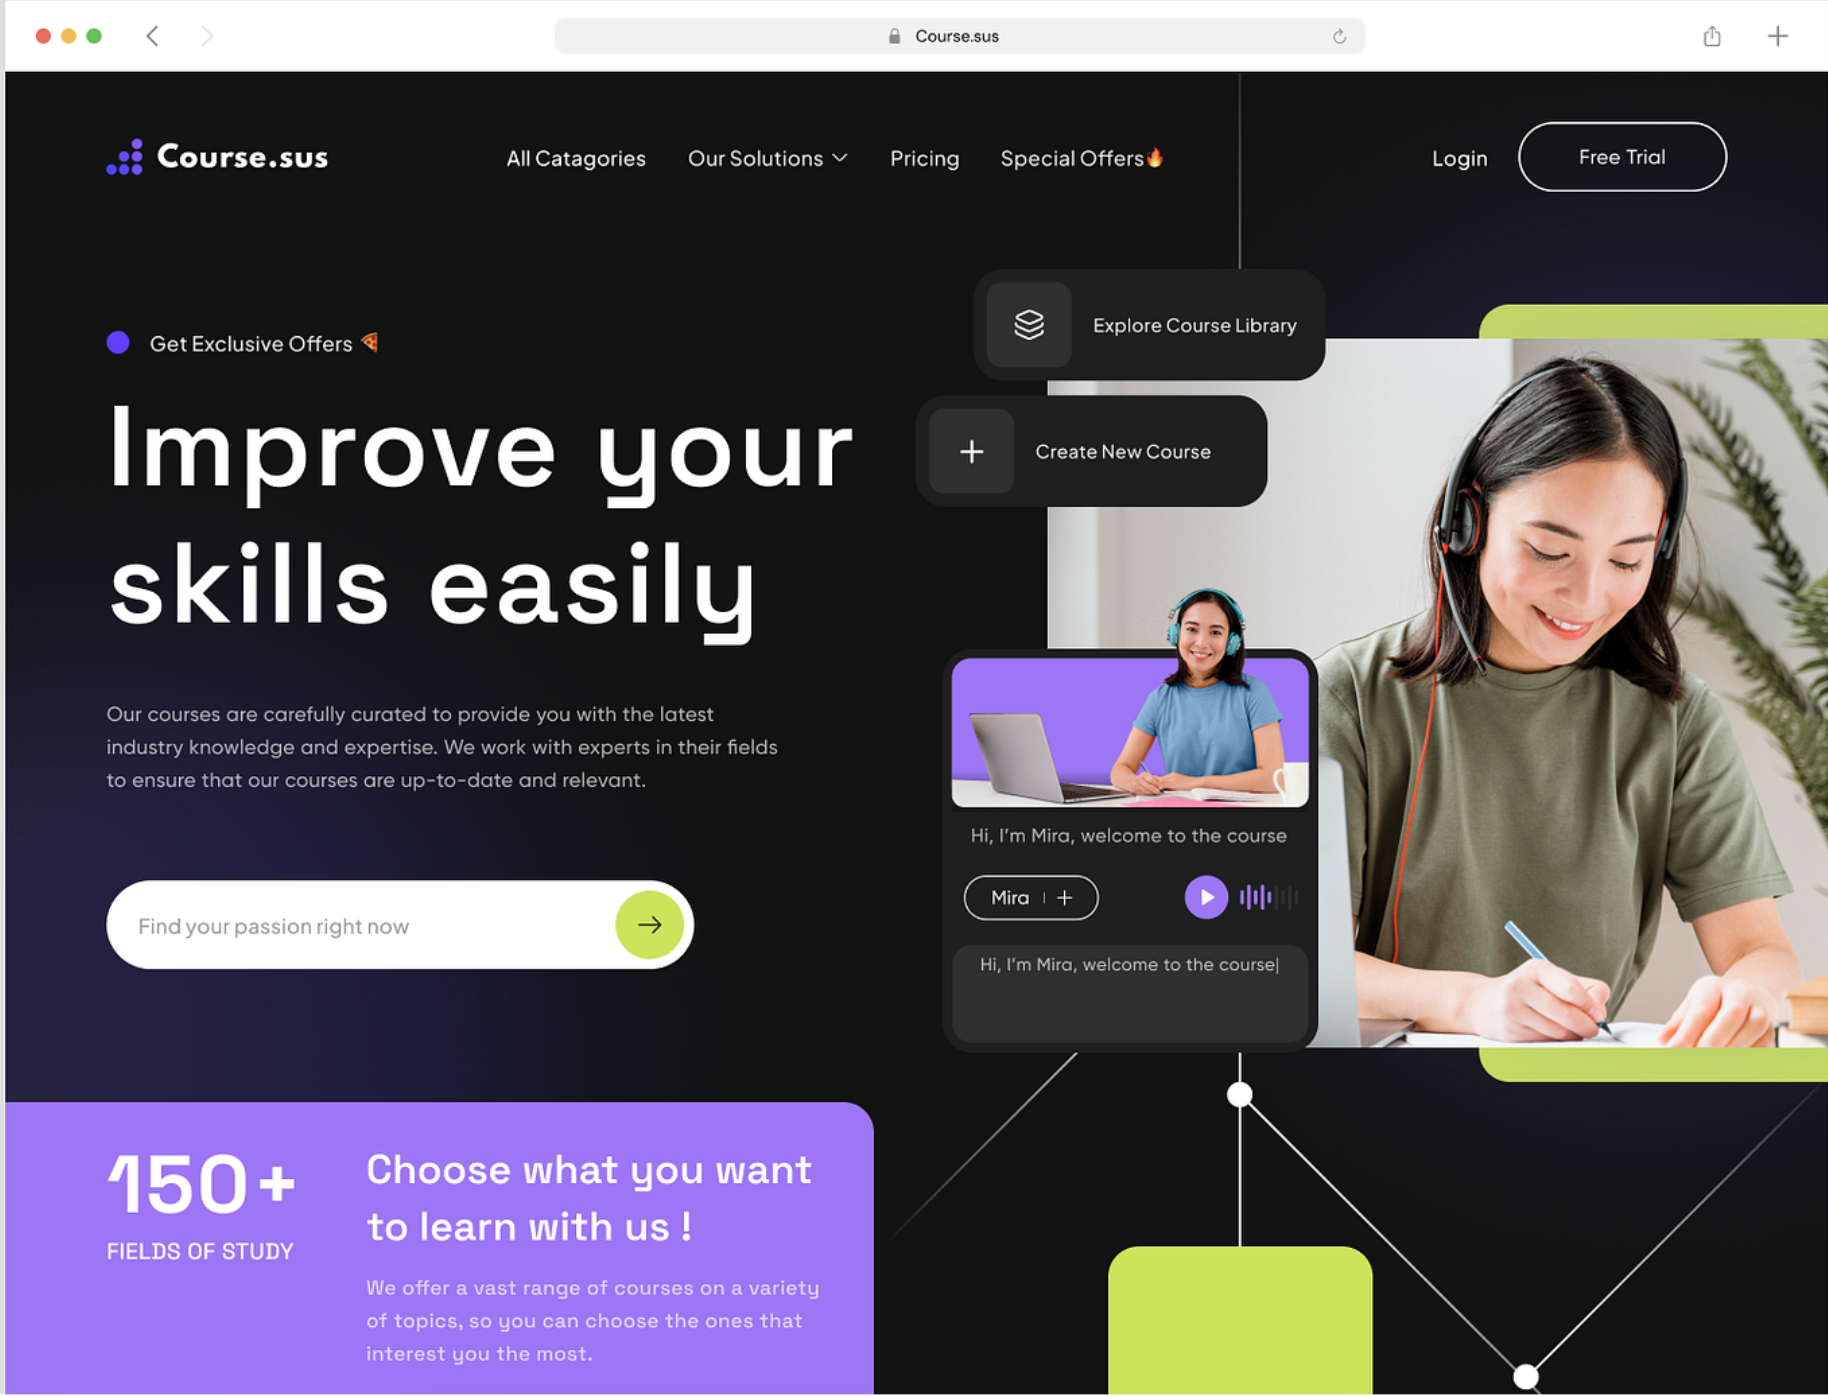 Course.sus
Course.sus
All Catagories
Our Solutions
Pricing
Special Offers🔥
Login
Free Trial
Get Exclusive Offers 🍕
Improve your
skills easily
Our courses are carefully curated to provide you with the latest
industry knowledge and expertise. We work with experts in their fields
to ensure that our courses are up-to-date and relevant.
Find your passion right now
Explore Course Library
Create New Course
Hi, I'm Mira, welcome to the course
Mira
Hi, I'm Mira, welcome to the course
150+
FIELDS OF STUDY
Choose what you want
to learn with us !
We offer a vast range of courses on a variety
of topics, so you can choose the ones that
interest you the most.